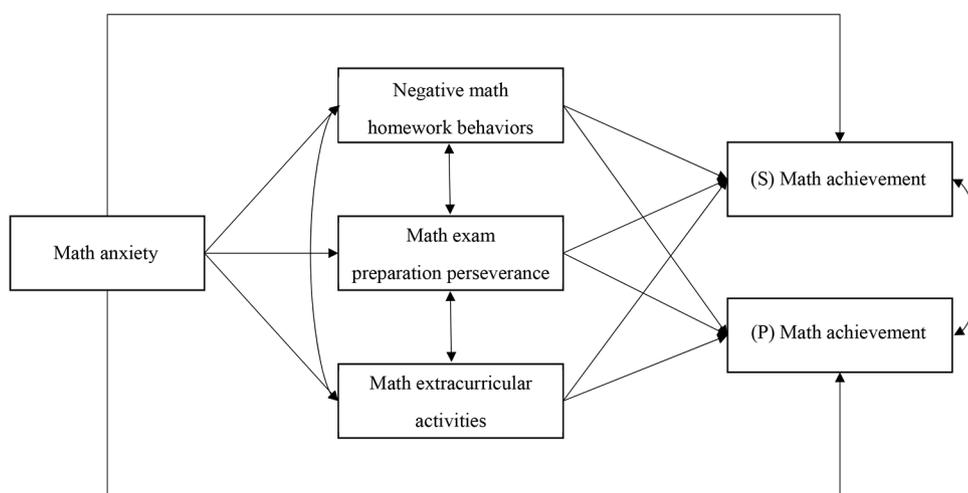 Negative math
homework behaviors
(S) Math achievement
Math anxiety
Math exam
preparation perseverance
(P) Math achievement
Math extracurricular
activities